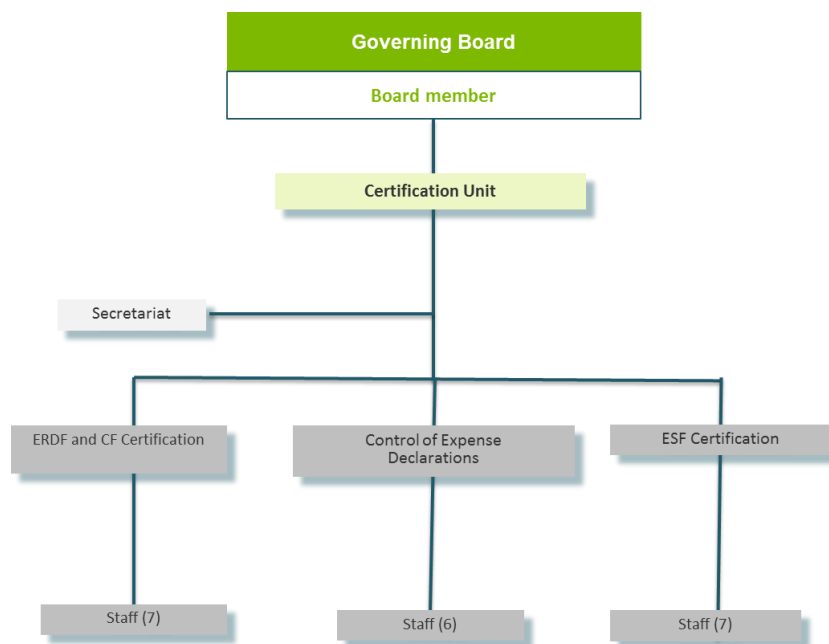 Governing Board
Board member
Certification Unit
Secretariat
ERDF and CF Certification
Control of Expense
Declarations
ESF Certification
Staff (7)
Staff (6)
Staff (7)